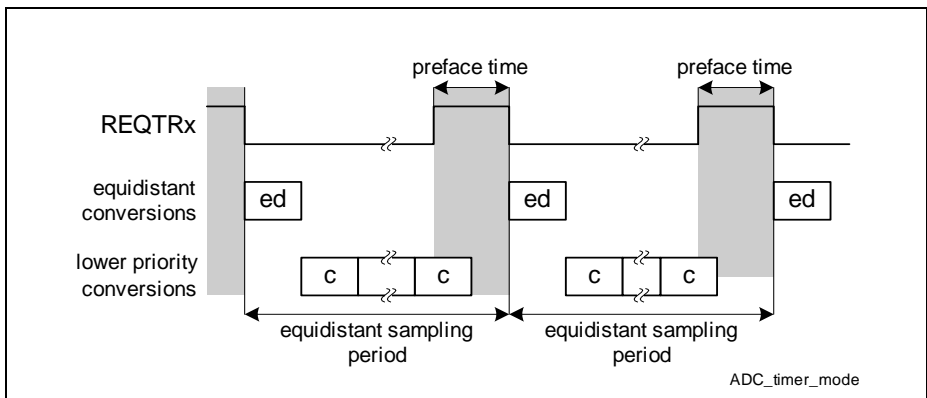 preface time
preface time
REQTRx
equidistant
conversions
ed
ed
ed
lower priority
conversions
c
c
c
c
equidistant sampling
period
equidistant sampling
period
ADC_timer_mode